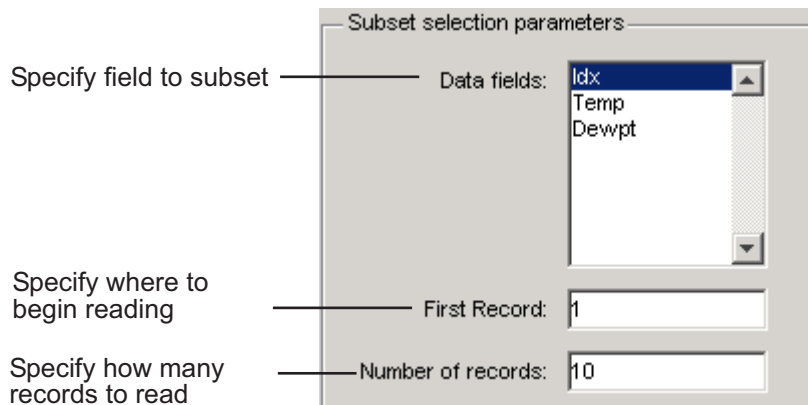 Subset selection parameters
Specify field to subset
Data fields:
Idx
Temp
Dewpt
Specify where to
begin reading
First Record:
1
Specify how many
records to read
Number of records:
10